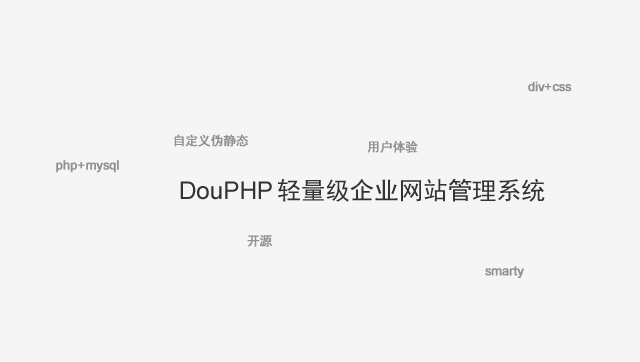 div+css
自定义伪静态
用户体验
php+mysql
DouPHP 轻量级企业网站管理系统
开源
smarty